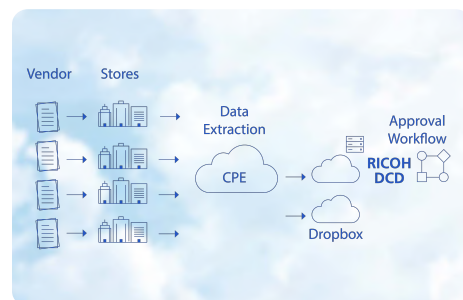 Vendor
Stores
Data
Extraction
CPE
Approval
Workflow
RICOH
DCD
Dropbox